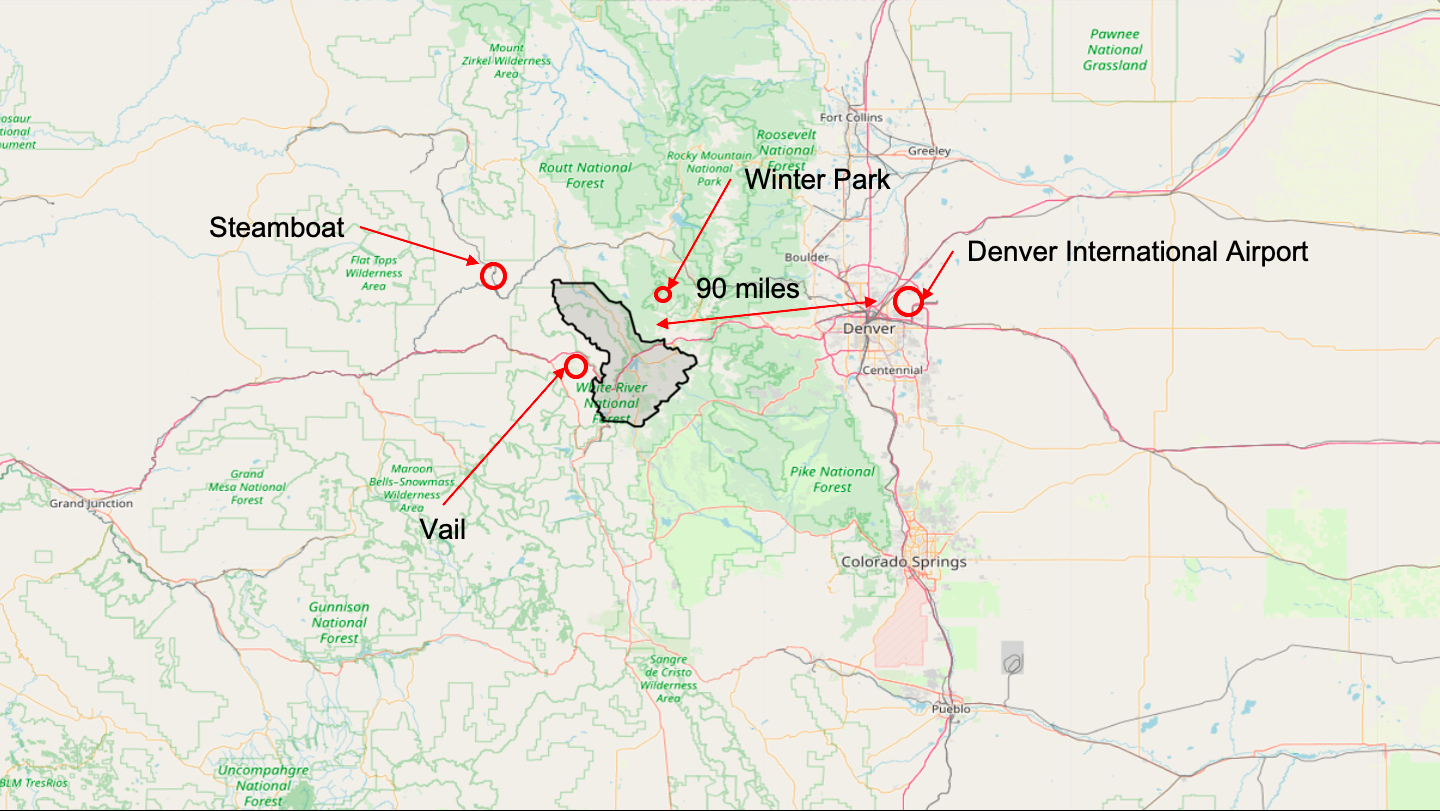 Pawnee
National
Grassland
Mount
Zirkel Wilderness
Area
osaur
tional
nument
Fort Collins
Roosevelt
National
Forest
Greeley
Rocky Mountain
National
Park
Routt National
Forest
Winter Park
Steamboat
Denver International Airport
Flat Tops
Wilderness
Area
Boulder
90 miles
Denver
Centennial
White River
National
Forest
Maroon
Bells-Snowmass
Wilderness
Area
Grand
Mesa National
Forest
Pike National
Forest
Grand Junction
Vail
Colorado Springs
Gunnison
National
Forest
Sangre
de Cristo
Wilderness
Area
Pueblo
BLM TresRios
Uncompahgre
National
Forest